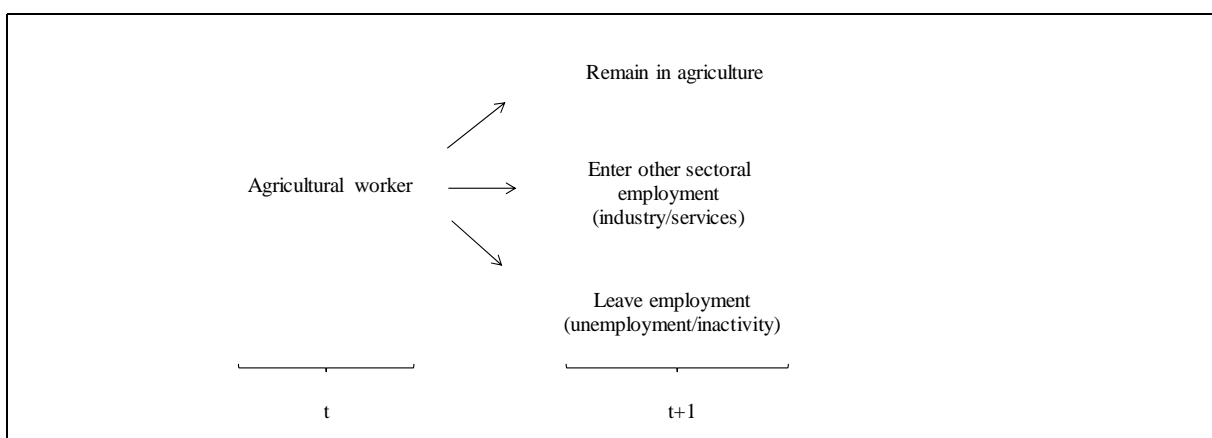 Remain in agriculture
Agricultural worker
Enter other sectoral
employment
(industry/services)
Leave employment
(unemployment/inactivity)
t
t+1